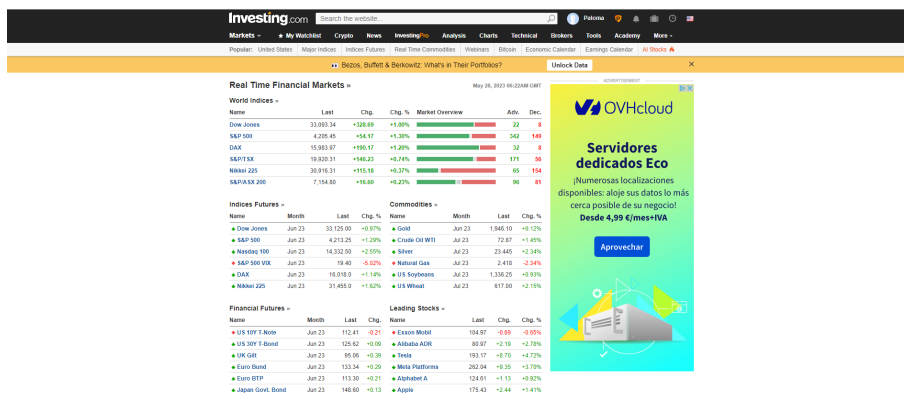 Investing.com Search the website... Paloma
Markets My Watchlist Crypto News InvestingPro Analysis Charts Technical Brokers Tools Academy More
Popular: United States Major Indices Indices Futures Real Time Commodities Webinars Bitcoin Economic Calendar Earnings Calendar AI Stocks
Bezos, Buffett & Berkowitz: What's in Their Portfolios? Unlock Data
Real Time Financial Markets » May 28, 2023 06:22AM GMT
World Indices »
Name Last Chg. Chg. % Market Overview Adv. Dec.
Dow Jones 33,093.34 +328.69 +1.00% 22 8
S&P 500 4,205.45 +54.17 +1.30% 342 149
DAX 15,983.97 +190.17 +1.20% 32 8
S&P/TSX 19,920.31 +146.23 +0.74% 171 56
Nikkei 225 30,916.31 +115.18 +0.37% 65 154
S&P/ASX 200 7,154.80 +16.60 +0.23% 96 81
Indices Futures »
Name Month Last Chg. %
Dow Jones Jun 23 33,125.00 +0.97%
S&P 500 Jun 23 4,213.25 +1.29%
Nasdaq 100 Jun 23 14,332.50 +2.55%
S&P 500 VIX Jun 23 19.40 -5.02%
DAX Jun 23 16,018.0 +1.14%
Nikkei 225 Jun 23 31,455.0 +1.62%
Commodities »
Name Month Last Chg. %
Gold Jun 23 1,946.10 +0.12%
Crude Oil WTI Jul 23 72.87 +1.45%
Silver Jul 23 23.445 +2.34%
Natural Gas Jul 23 2.418 -2.34%
US Soybeans Jul 23 1,336.25 +0.93%
US Wheat Jul 23 617.00 +2.15%
Financial Futures »
Name Month Last Chg.
US 10Y T-Note Jun 23 112.41 -0.21
US 30Y T-Bond Jun 23 125.62 +0.09
UK Gilt Jun 23 95.06 +0.39
Euro Bund Jun 23 133.34 +0.29
Euro BTP Jun 23 113.30 +0.21
Japan Govt. Bond Jun 23 148.60 +0.13
Leading Stocks »
Name Last Chg. Chg. %
Exxon Mobil 104.97 -0.69 -0.65%
Alibaba ADR 80.97 +2.19 +2.78%
Tesla 193.17 +8.70 +4.72%
Meta Platforms 262.04 +9.35 +3.70%
Alphabet A 124.61 +1.13 +0.92%
Apple 175.43 +2.44 +1.41%
ADVERTISEMENT
OVHcloud
Servidores
dedicados Eco
¡Numerosas localizaciones
disponibles: aloje sus datos lo más
cerca posible de su negocio!
Desde 4,99 €/mes+IVA
Aprovechar